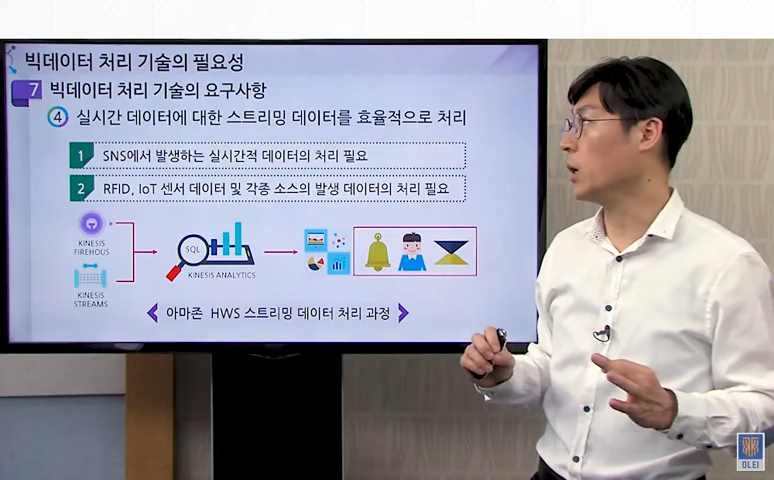 빅데이터 처리 기술의 필요성
7 빅데이터 처리 기술의 요구사항
4 실시간 데이터에 대한 스트리밍 데이터를 효율적으로 처리
1 SNS에서 발생하는 실시간적 데이터의 처리 필요
2 RFID, IoT 센서 데이터 및 각종 소스의 발생 데이터의 처리 필요
KINESIS
FIREHOUS
SQL
KINESIS ANALYTICS
KINESIS
STREAMS
아마존 HWS 스트리밍 데이터 처리 과정
OLEI